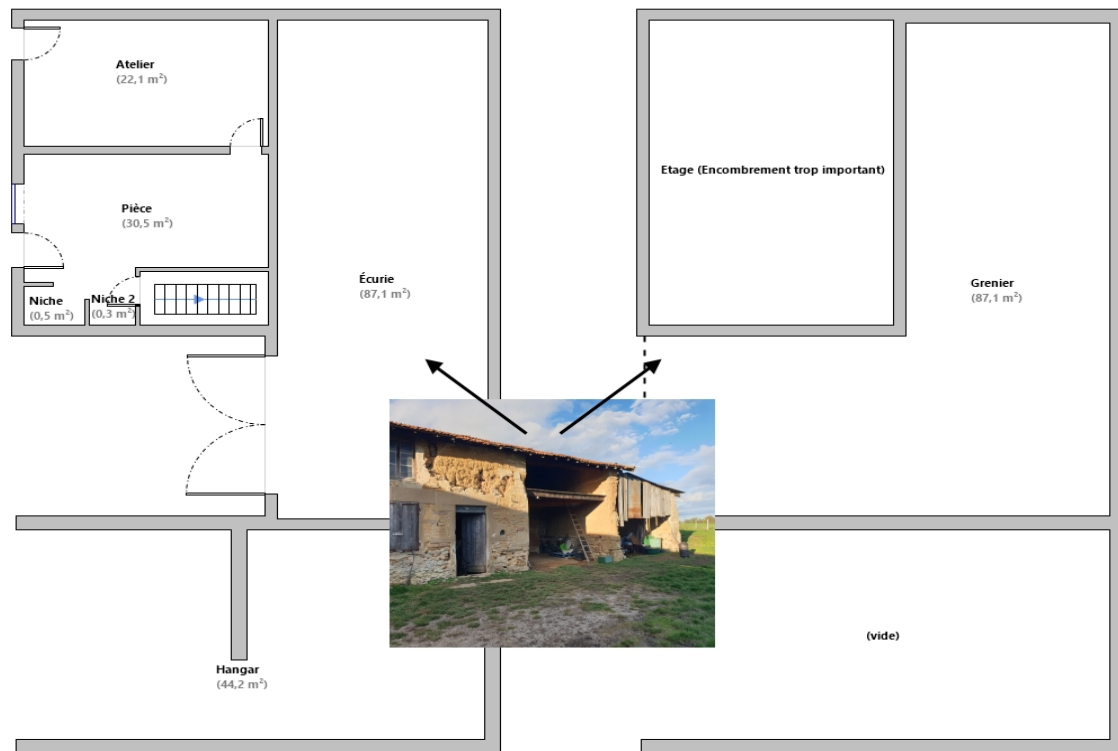 Atelier
(22,1 m²)
Pièce
(30,5 m²)
Niche
(0,5 m²)
Niche 2
(0,3 m²)
Écurie
(87,1 m²)
Hangar
(44,2 m²)
Etage (Encombrement trop important)
Grenier
(87,1 m²)
(vide)